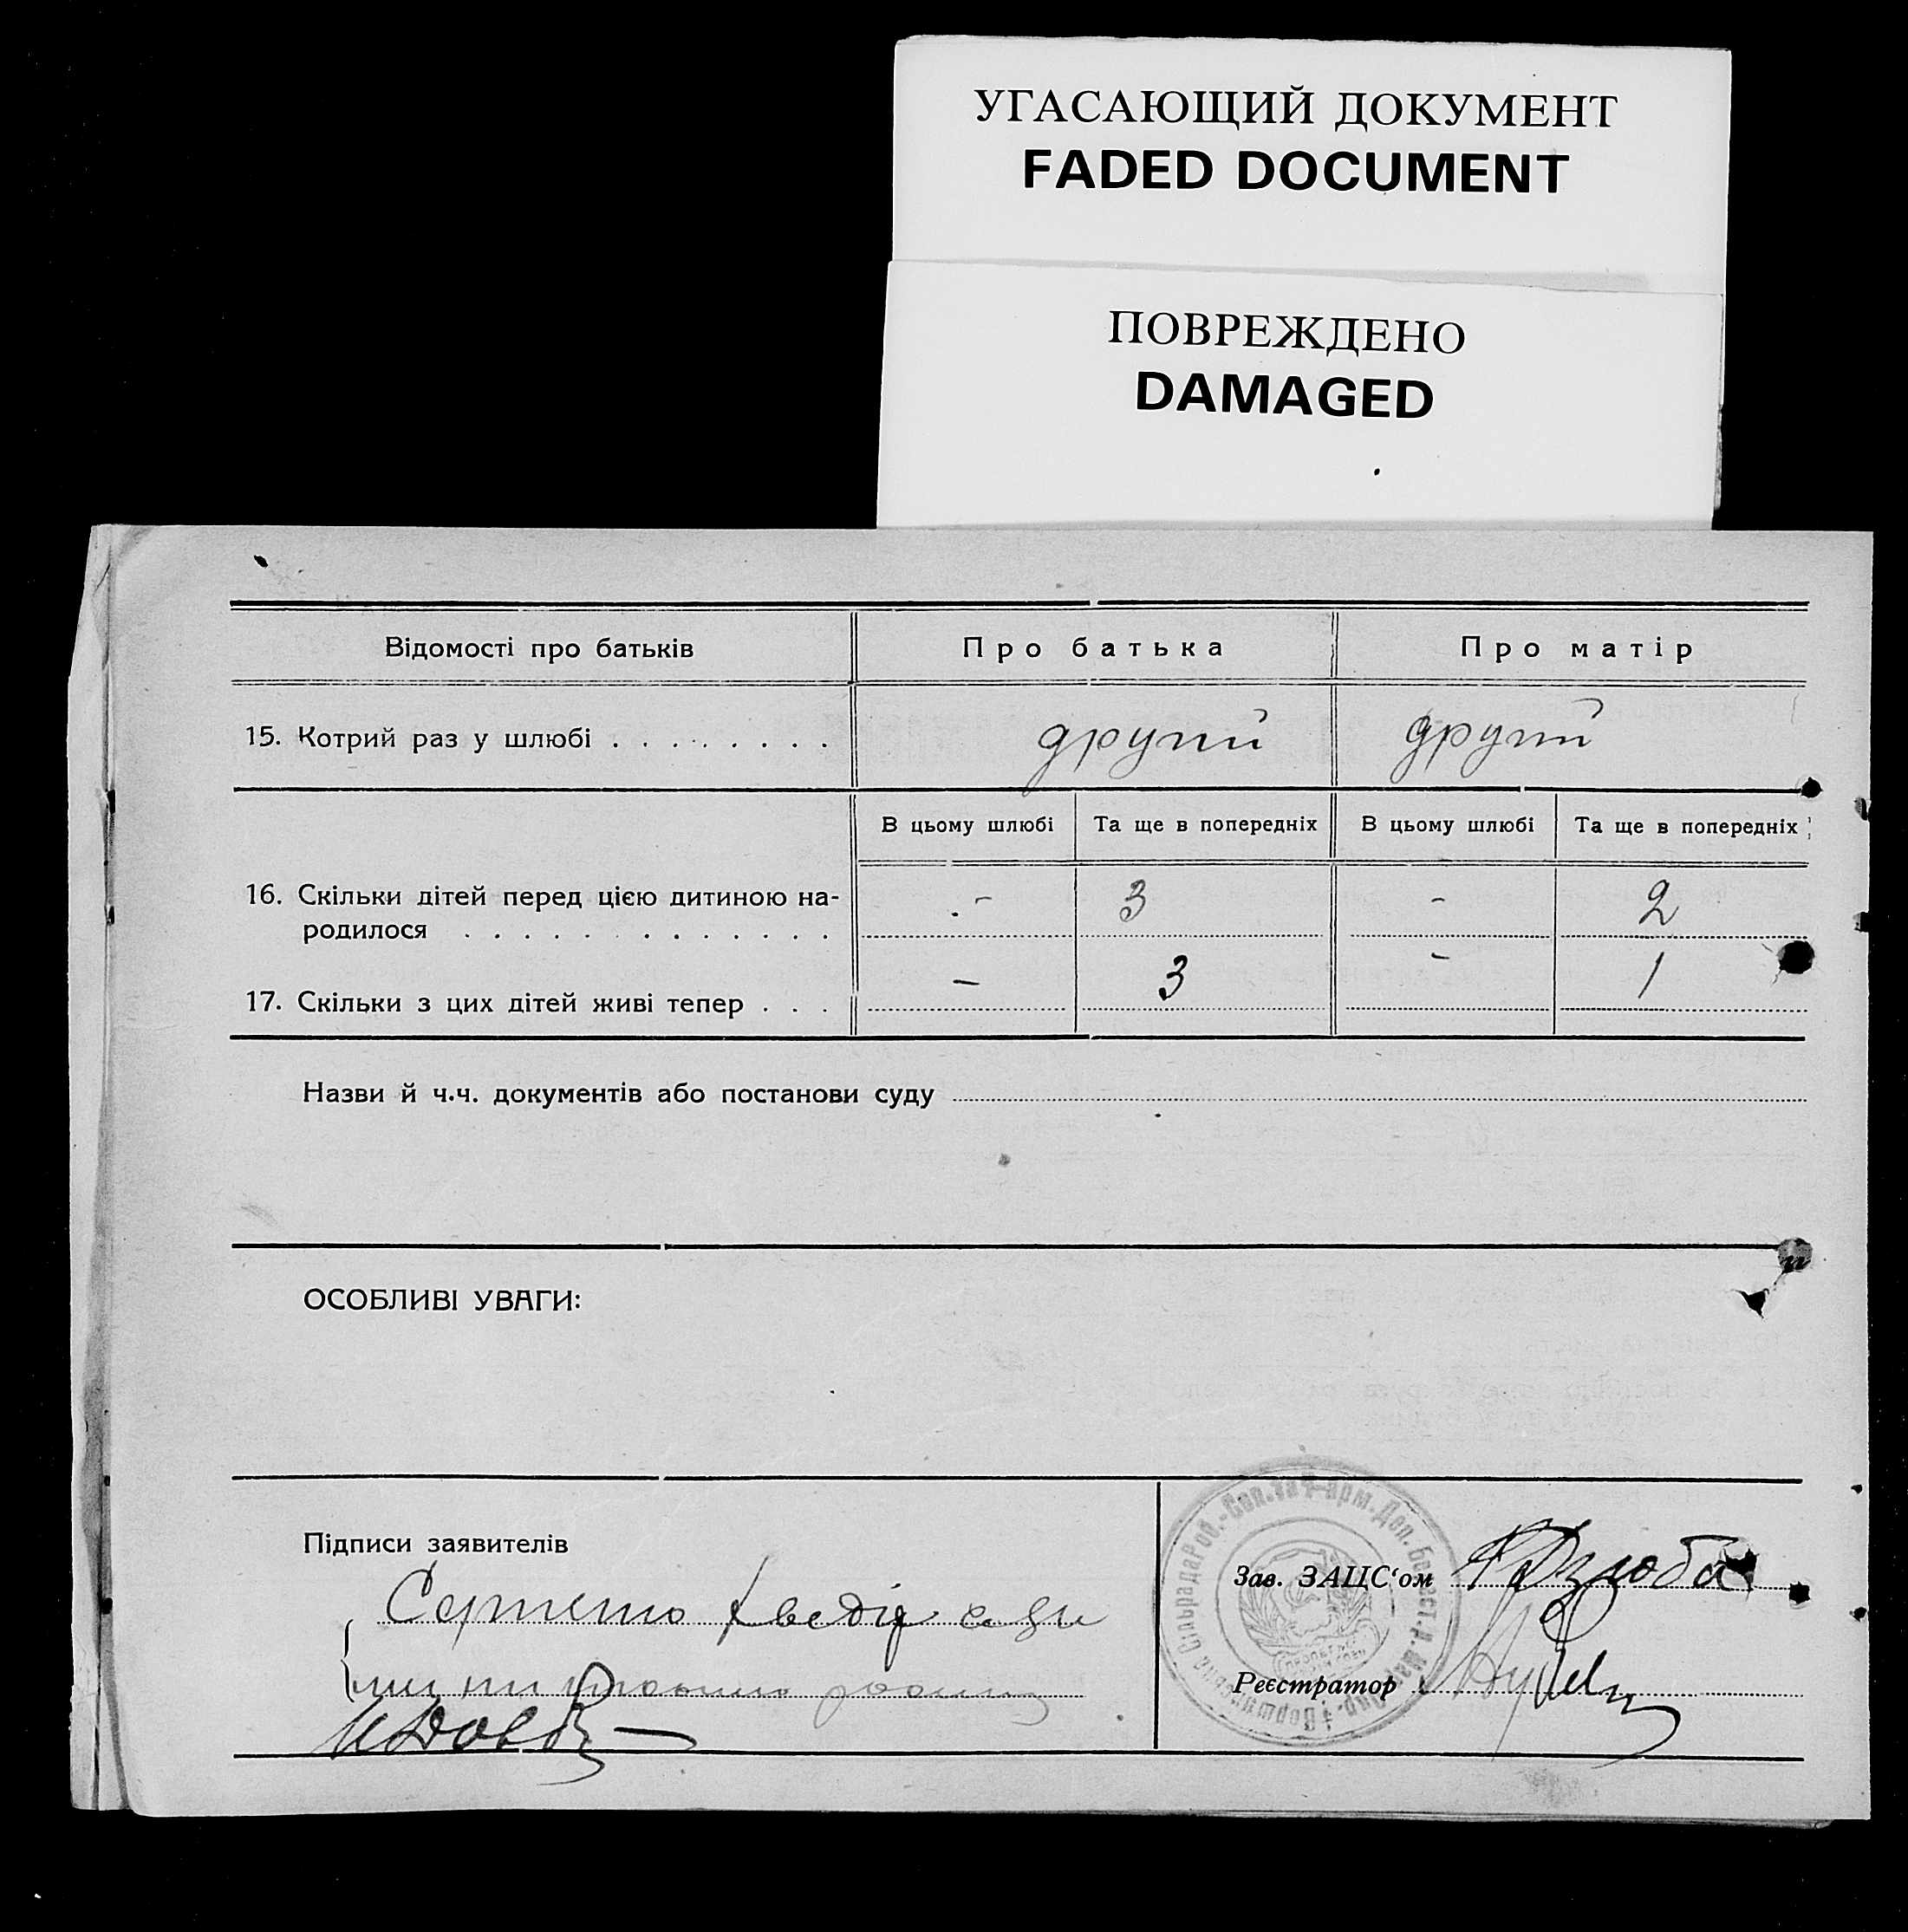 УГАСАЮЩИЙ ДОКУМЕНТ
FADED DOCUMENT
ПОВРЕЖДЕНО
DAMAGED
Відомості про батьків Про батька Про матір
15. Котрий раз у шлюбі . . . . . . . . другий другий
В цьому шлюбі Та ще в попередніх В цьому шлюбі Та ще в попередніх
16. Скільки дітей перед цією дитиною на-
родилося . . . . . . . . . . . . . - 3 - 2
17. Скільки з цих дітей живі тепер . . . - 3 - 1
Назви й ч.ч. документів або постанови суду
ОСОБЛИВІ УВАГИ:
Підписи заявителів
Зав. ЗАЦС‘ом Дзюба
Реєстратор